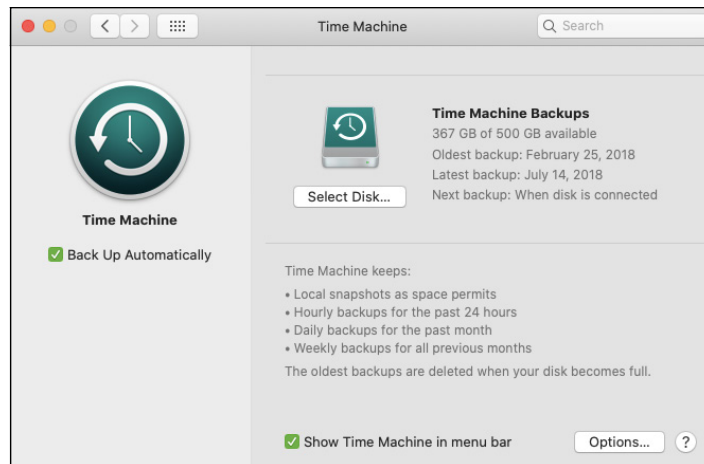 Time Machine
Search
Time Machine Backups
367 GB of 500 GB available
Oldest backup: February 25, 2018
Latest backup: July 14, 2018
Next backup: When disk is connected
Select Disk...
Time Machine
Back Up Automatically
Time Machine keeps:
• Local snapshots as space permits
• Hourly backups for the past 24 hours
• Daily backups for the past month
• Weekly backups for all previous months
The oldest backups are deleted when your disk becomes full.
Show Time Machine in menu bar
Options...
?